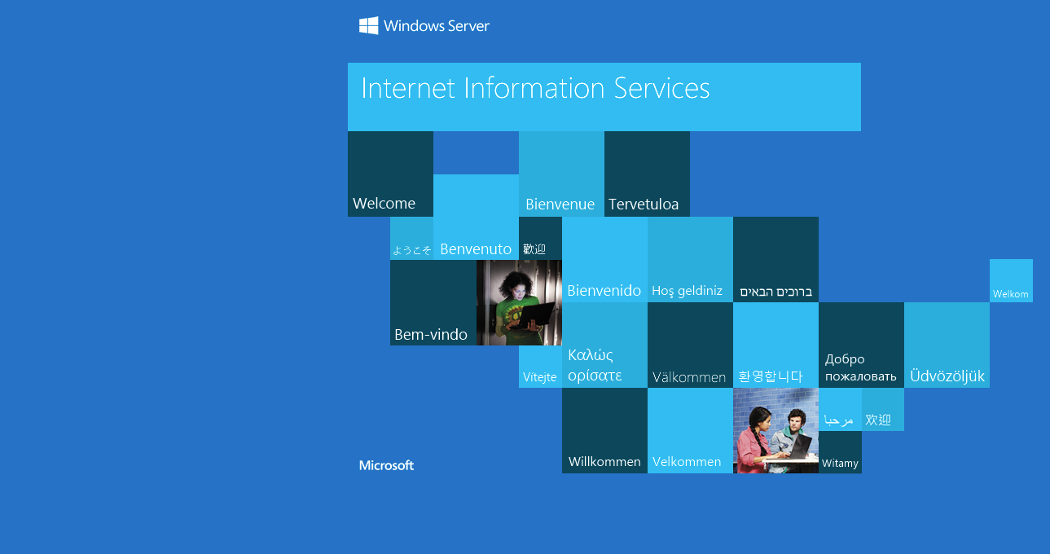 Windows Server
Internet Information Services
Welcome
Bienvenue
Tervetuloa
ようこそ
Benvenuto
歡迎
Bienvenido
Hoş geldiniz
ברוכים הבאים
Welkom
Bem-vindo
Vítejte
Καλώς
ορίσατε
Välkommen
환영합니다
Добро
пожаловать
Üdvözöljük
Willkommen
Velkommen
مرحبا
欢迎
Witamy
Microsoft